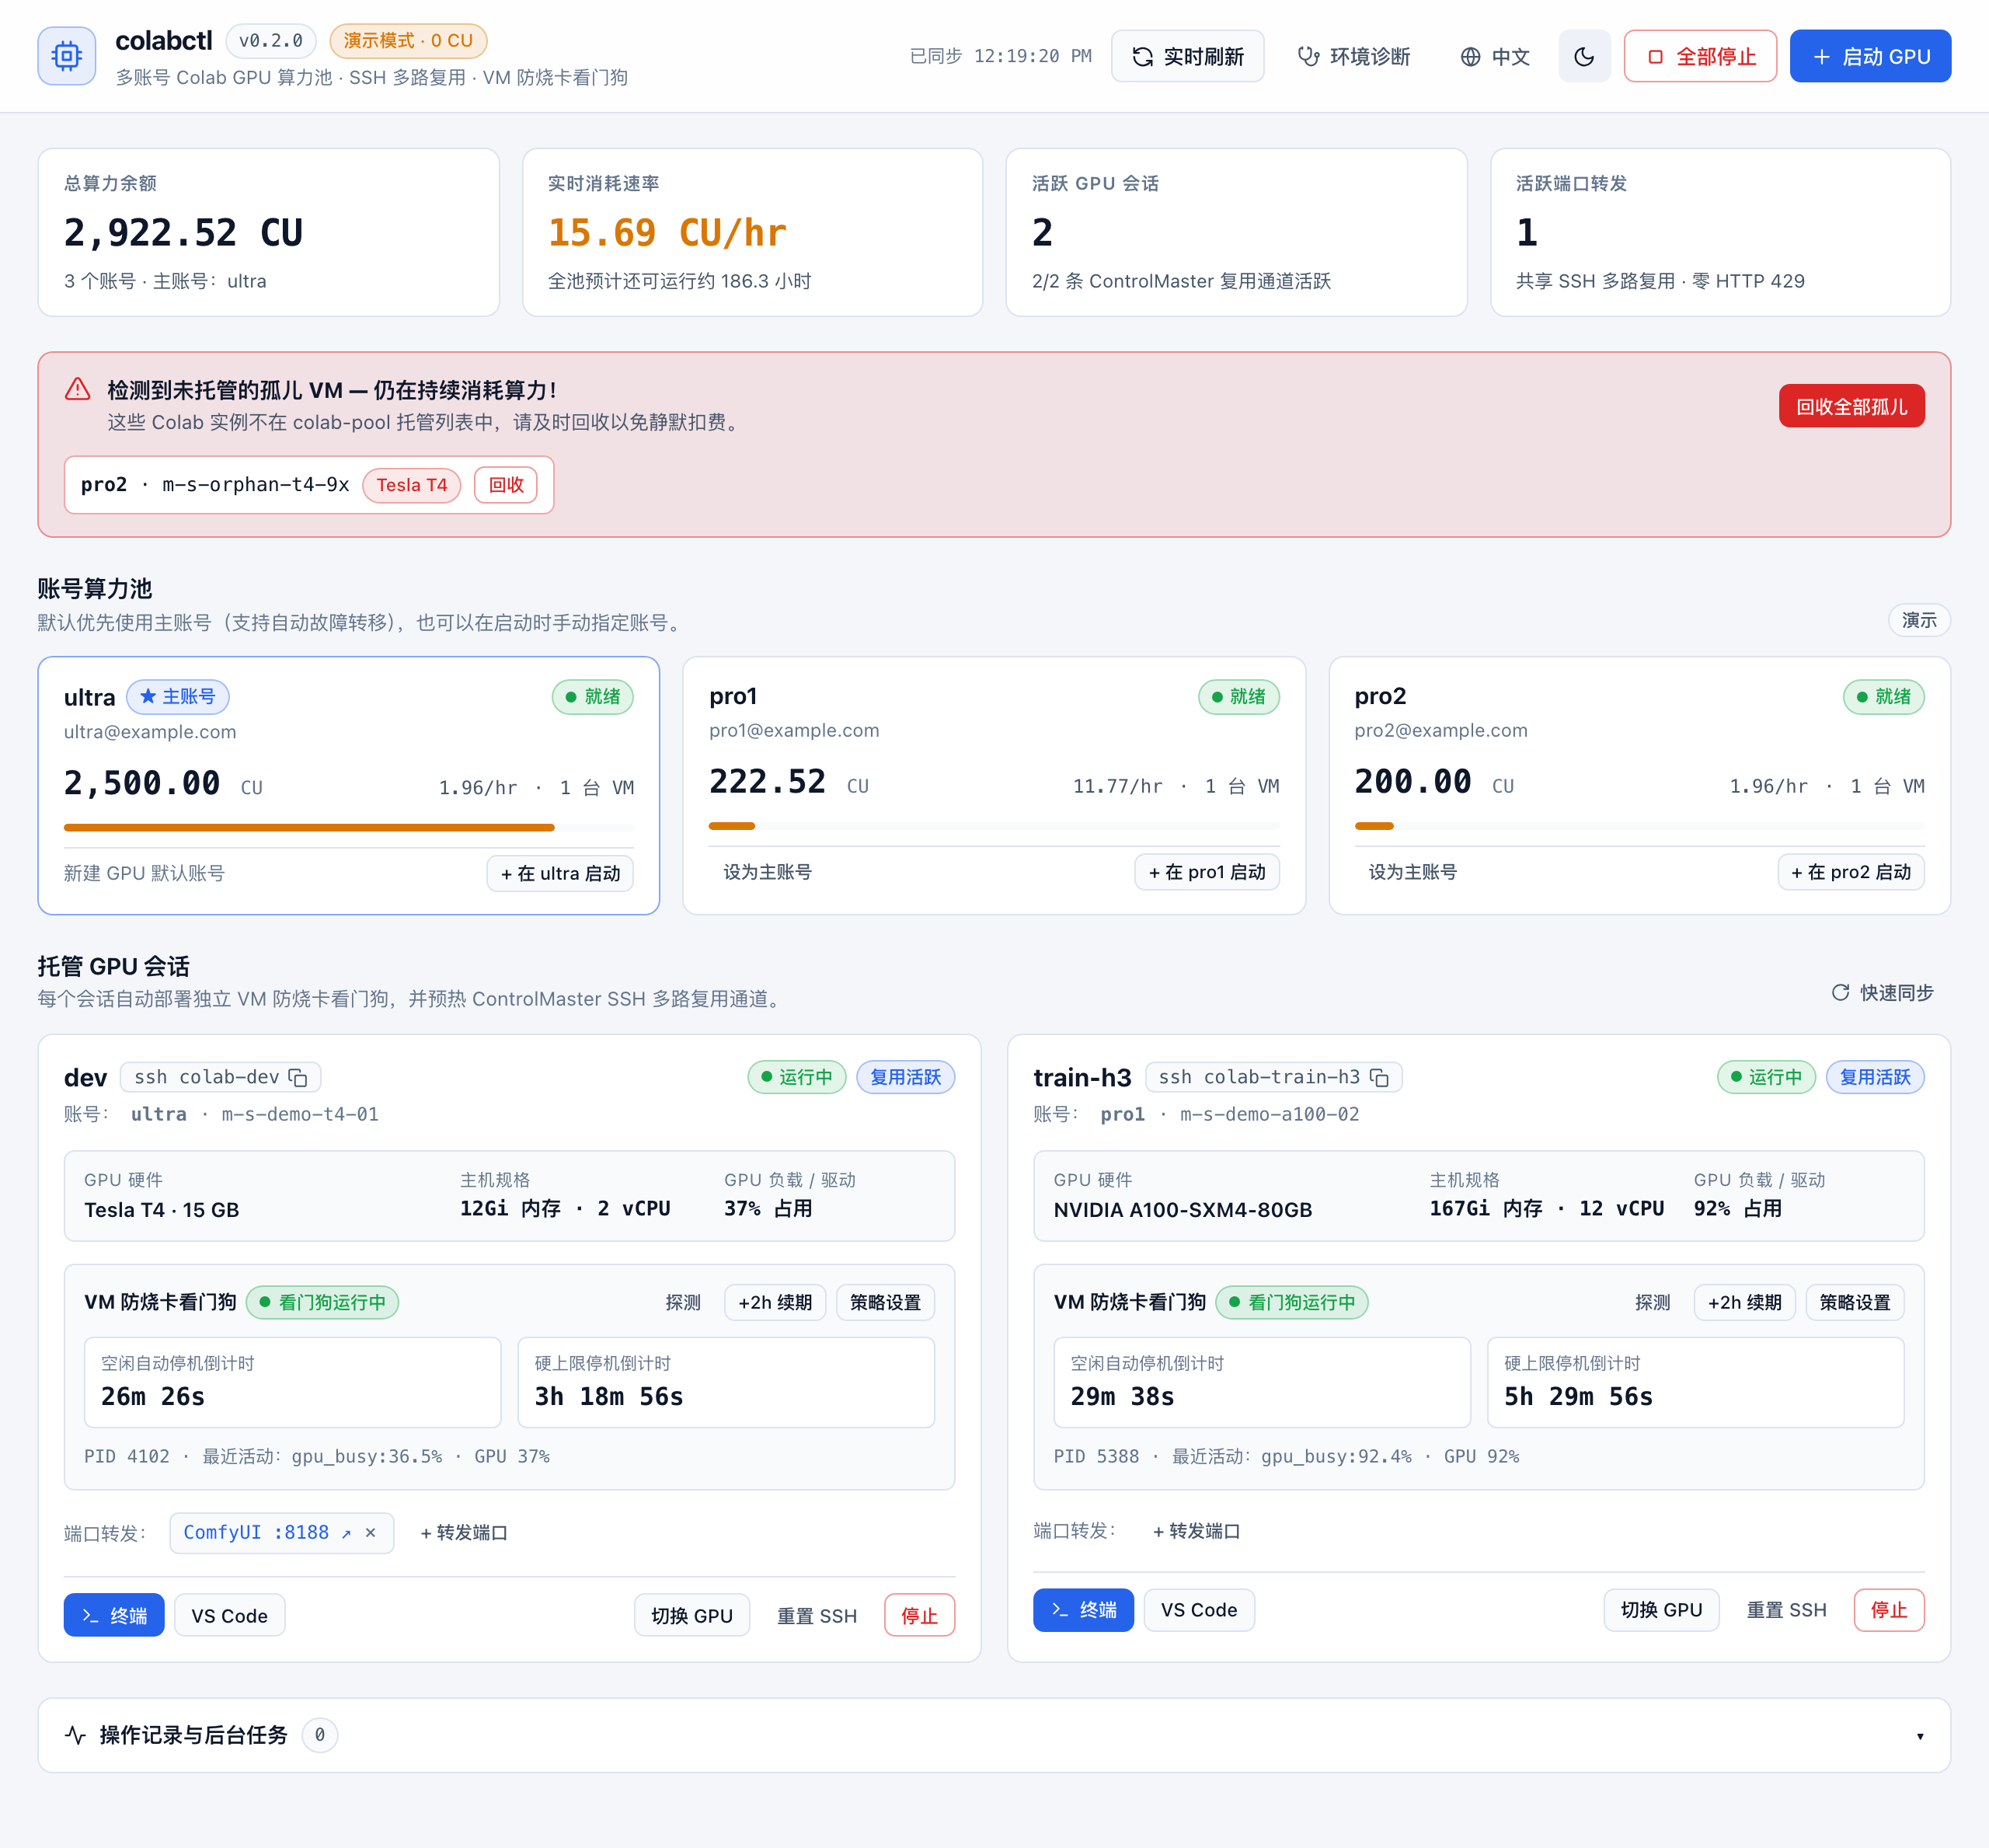 colabctl v0.2.0 演示模式 · 0 CU
多账号 Colab GPU 算力池 · SSH 多路复用 · VM 防烧卡看门狗
已同步 12:19:20 PM 实时刷新 环境诊断 中文 全部停止 + 启动 GPU
总算力余额
2,922.52 CU
3 个账号 · 主账号：ultra
实时消耗速率
15.69 CU/hr
全池预计还可运行约 186.3 小时
活跃 GPU 会话
2
2/2 条 ControlMaster 复用通道活跃
活跃端口转发
1
共享 SSH 多路复用 · 零 HTTP 429
检测到未托管的孤儿 VM — 仍在持续消耗算力！
这些 Colab 实例不在 colab-pool 托管列表中，请及时回收以免静默扣费。
回收全部孤儿
pro2 · m-s-orphan-t4-9x Tesla T4 回收
账号算力池
默认优先使用主账号（支持自动故障转移），也可以在启动时手动指定账号。
演示
ultra ★ 主账号 就绪
ultra@example.com
2,500.00 CU 1.96/hr · 1 台 VM
新建 GPU 默认账号 + 在 ultra 启动
pro1 就绪
pro1@example.com
222.52 CU 11.77/hr · 1 台 VM
设为主账号 + 在 pro1 启动
pro2 就绪
pro2@example.com
200.00 CU 1.96/hr · 1 台 VM
设为主账号 + 在 pro2 启动
托管 GPU 会话
每个会话自动部署独立 VM 防烧卡看门狗，并预热 ControlMaster SSH 多路复用通道。
快速同步
dev ssh colab-dev 运行中 复用活跃
账号： ultra · m-s-demo-t4-01
GPU 硬件 主机规格 GPU 负载 / 驱动
Tesla T4 · 15 GB 12Gi 内存 · 2 vCPU 37% 占用
VM 防烧卡看门狗 看门狗运行中 探测 +2h 续期 策略设置
空闲自动停机倒计时 硬上限停机倒计时
26m 26s 3h 18m 56s
PID 4102 · 最近活动：gpu_busy:36.5% · GPU 37%
端口转发： ComfyUI :8188 ↗ × + 转发端口
终端 VS Code 切换 GPU 重置 SSH 停止
train-h3 ssh colab-train-h3 运行中 复用活跃
账号： pro1 · m-s-demo-a100-02
GPU 硬件 主机规格 GPU 负载 / 驱动
NVIDIA A100-SXM4-80GB 167Gi 内存 · 12 vCPU 92% 占用
VM 防烧卡看门狗 看门狗运行中 探测 +2h 续期 策略设置
空闲自动停机倒计时 硬上限停机倒计时
29m 38s 5h 29m 56s
PID 5388 · 最近活动：gpu_busy:92.4% · GPU 92%
端口转发： + 转发端口
终端 VS Code 切换 GPU 重置 SSH 停止
操作记录与后台任务 0